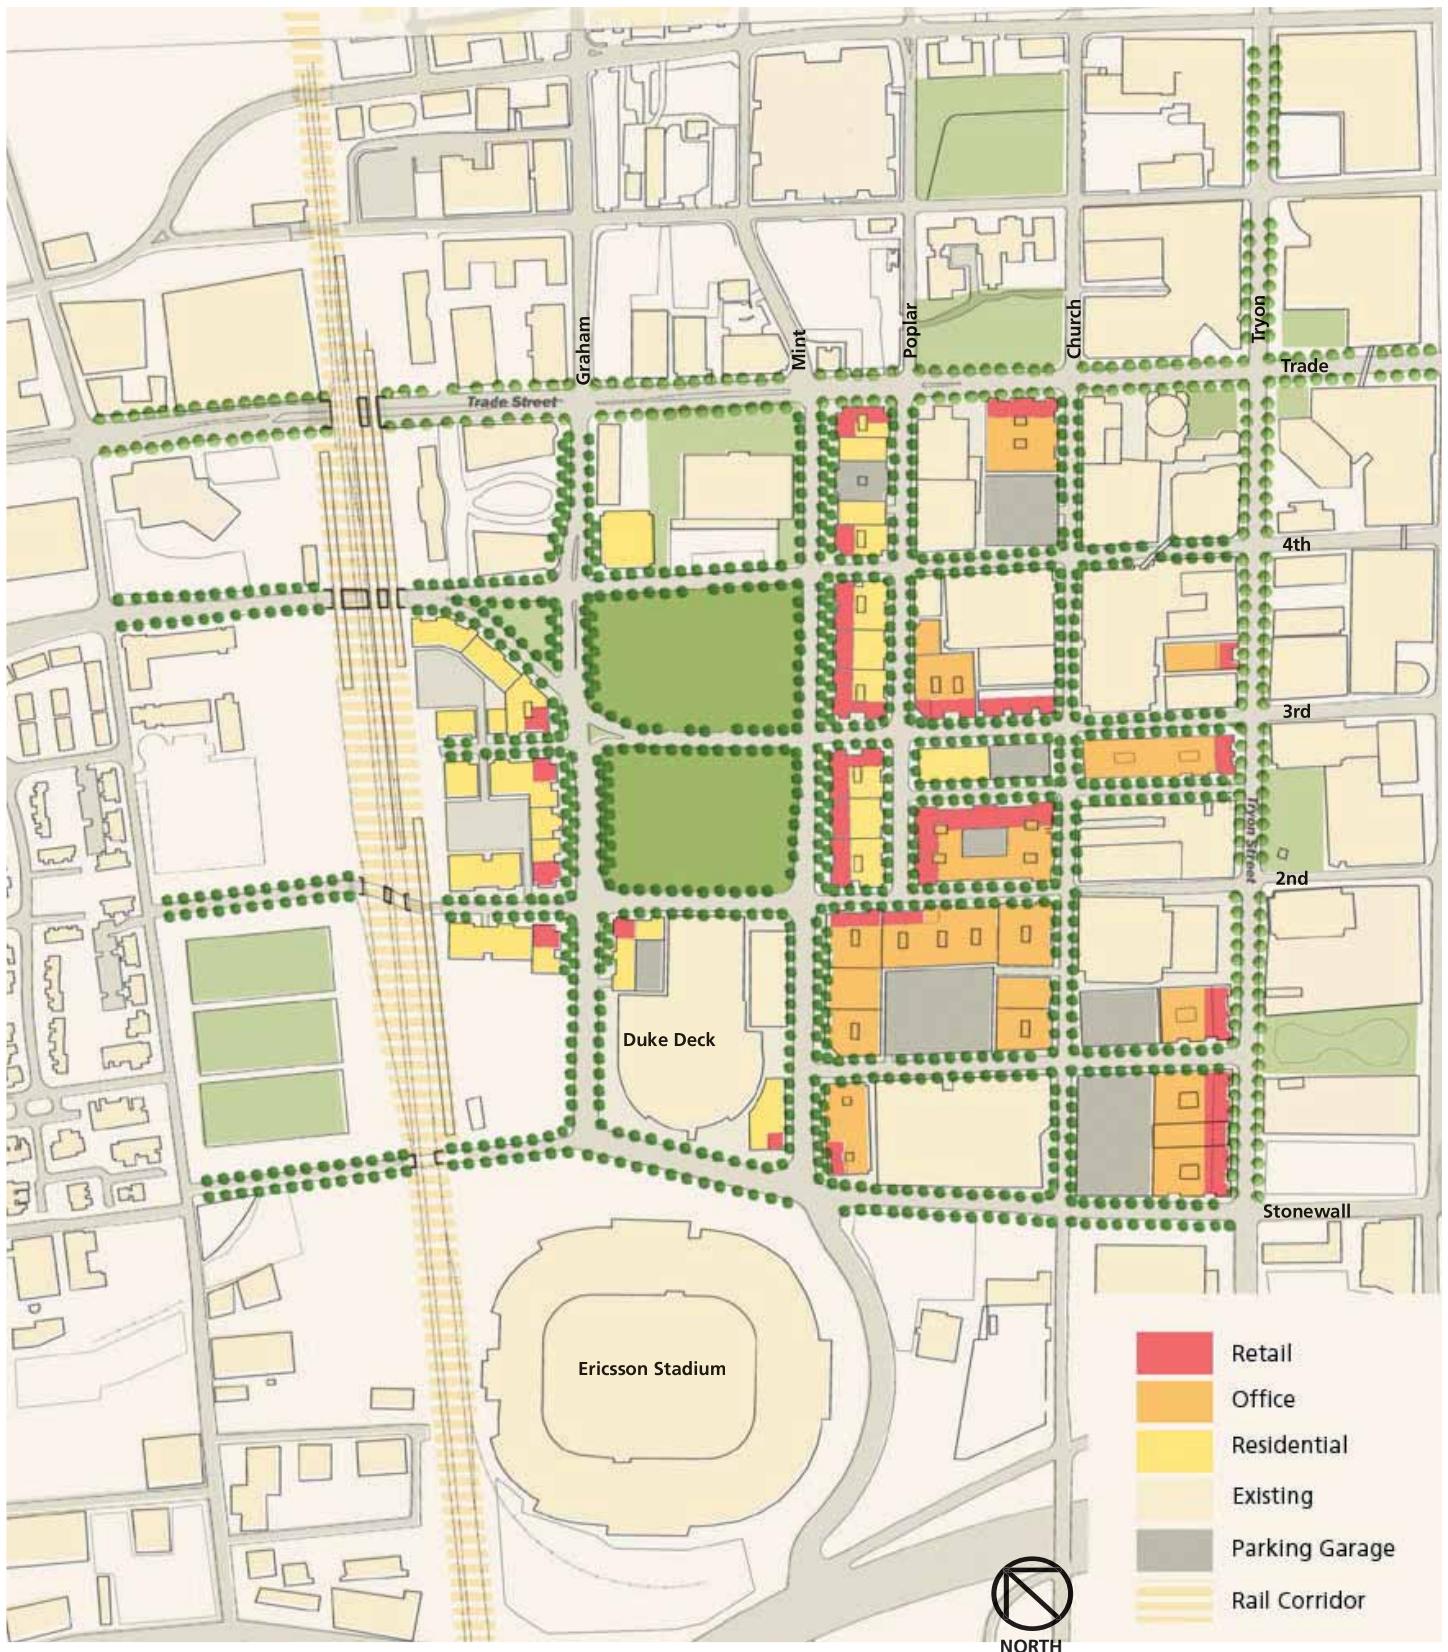 Graham
Mint
Poplar
Church
Tryon
Trade
Trade Street
4th
3rd
Tryon Street
2nd
Duke Deck
Stonewall
Ericsson Stadium
Retail
Office
Residential
Existing
Parking Garage
Rail Corridor
NORTH